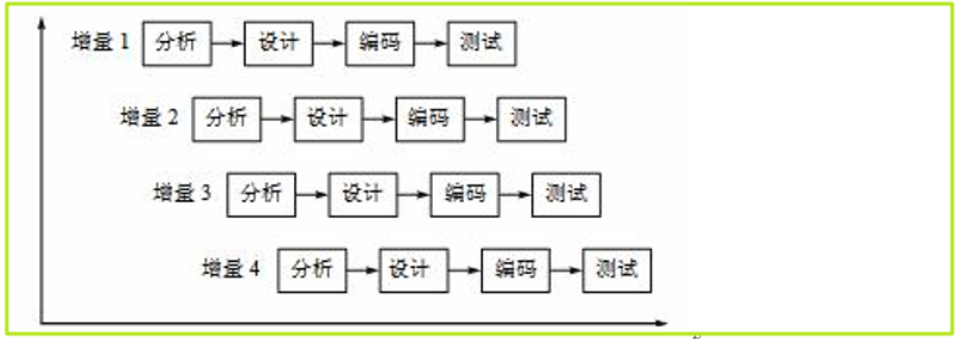 增量 1 分析 设计 编码 测试
增量 2 分析 设计 编码 测试
增量 3 分析 设计 编码 测试
增量 4 分析 设计 编码 测试